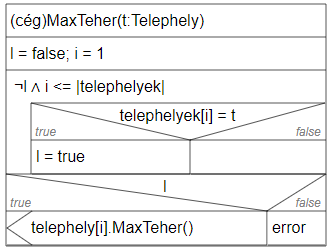 (cég)MaxTeher(t:Telephely)
l = false; i = 1
¬l ∧ i <= |telephelyek|
telephelyek[i] = t
true
false
l = true
l
true
false
telephely[i].MaxTeher()
error